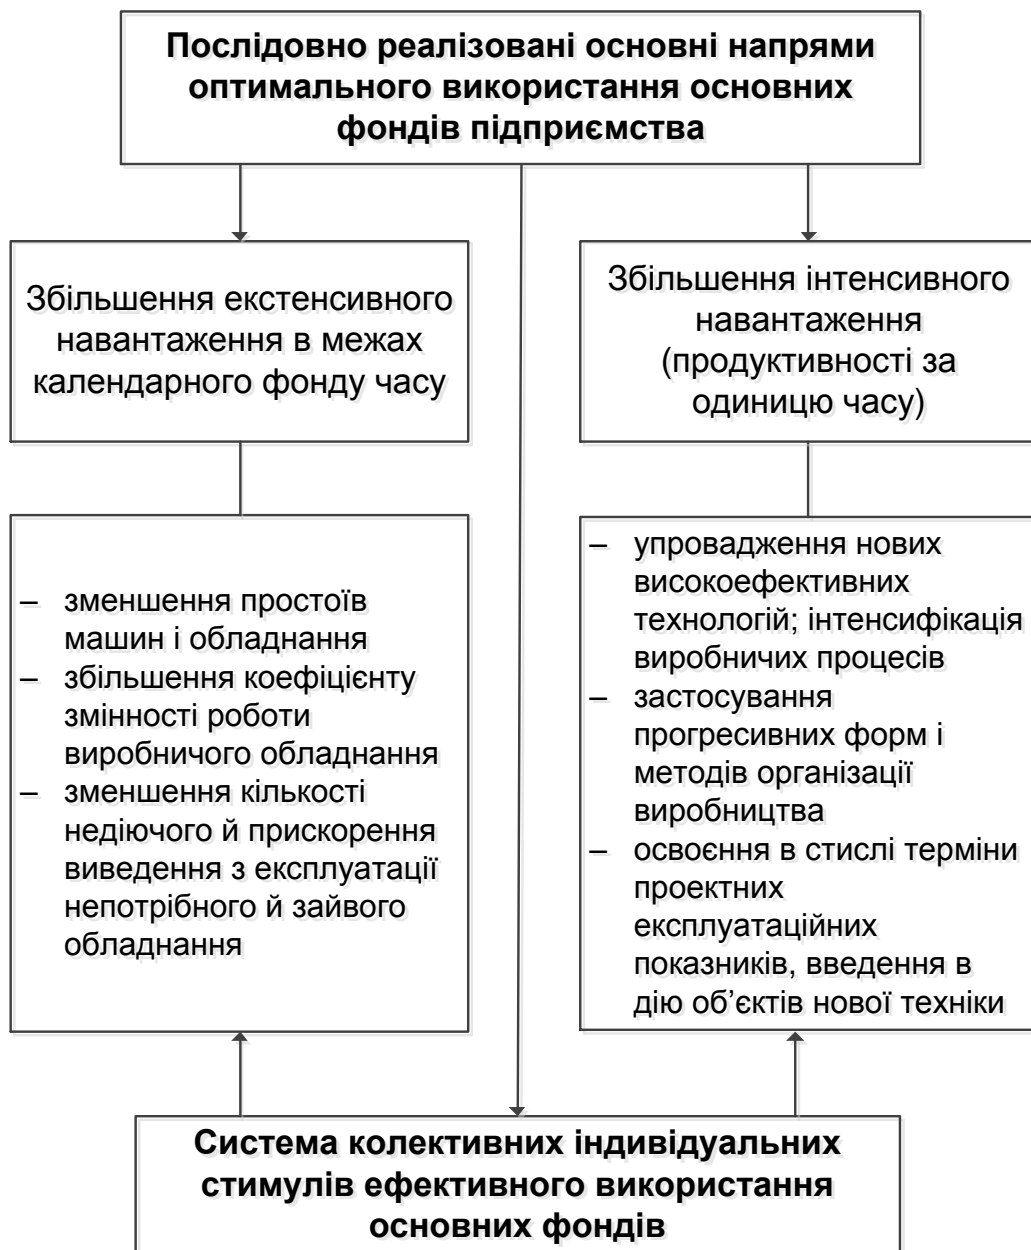 Послідовно реалізовані основні напрями
оптимального використання основних
фондів підприємства
Збільшення екстенсивного
навантаження в межах
календарного фонду часу
Збільшення інтенсивного
навантаження
(продуктивності за
одиницю часу)
– зменшення простоїв
машин і обладнання
– збільшення коефіцієнту
змінності роботи
виробничого обладнання
– зменшення кількості
недіючого й прискорення
виведення з експлуатації
непотрібного й зайвого
обладнання
– упровадження нових
високоефективних
технологій; інтенсифікація
виробничих процесів
– застосування
прогресивних форм і
методів організації
виробництва
– освоєння в стислі терміни
проектних
експлуатаційних
показників, введення в
дію об’єктів нової техніки
Система колективних індивідуальних
стимулів ефективного використання
основних фондів